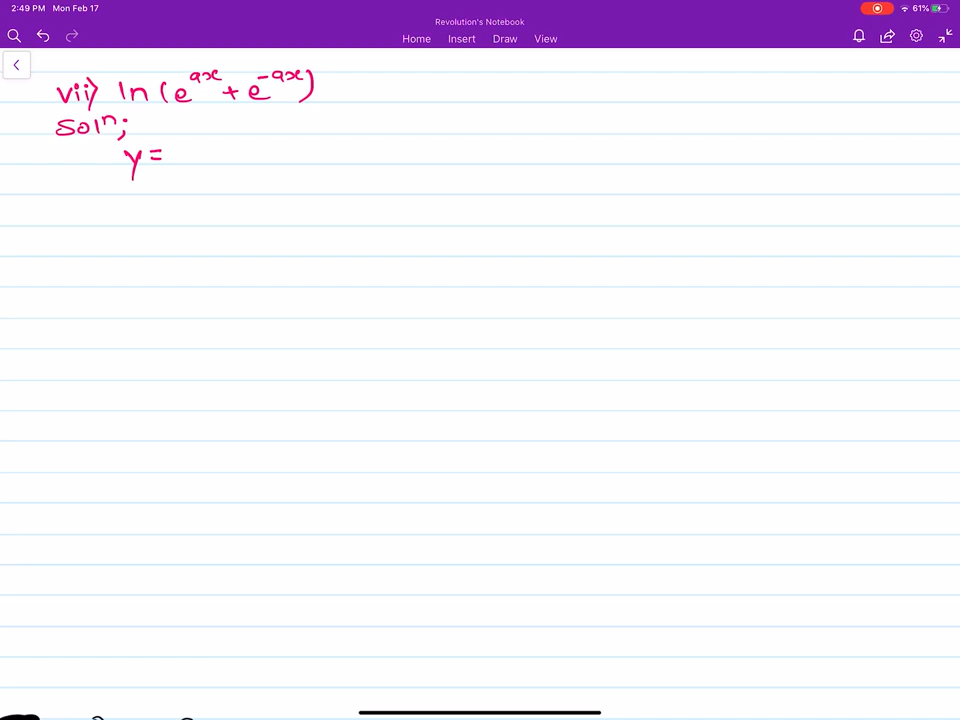 2:49 PM Mon Feb 17
61%
Revolution's Notebook
Home Insert Draw View
vii) ln (e^{ax} + e^{-ax})
Solⁿ;
y =